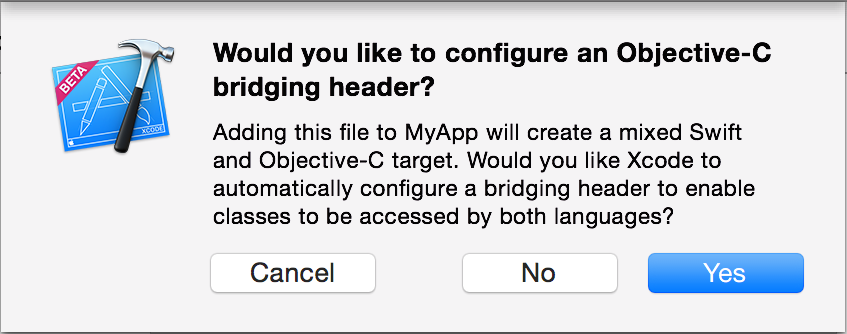 Would you like to configure an Objective-C
bridging header?
Adding this file to MyApp will create a mixed Swift
and Objective-C target. Would you like Xcode to
automatically configure a bridging header to enable
classes to be accessed by both languages?
BETA
XCODE
Cancel
No
Yes